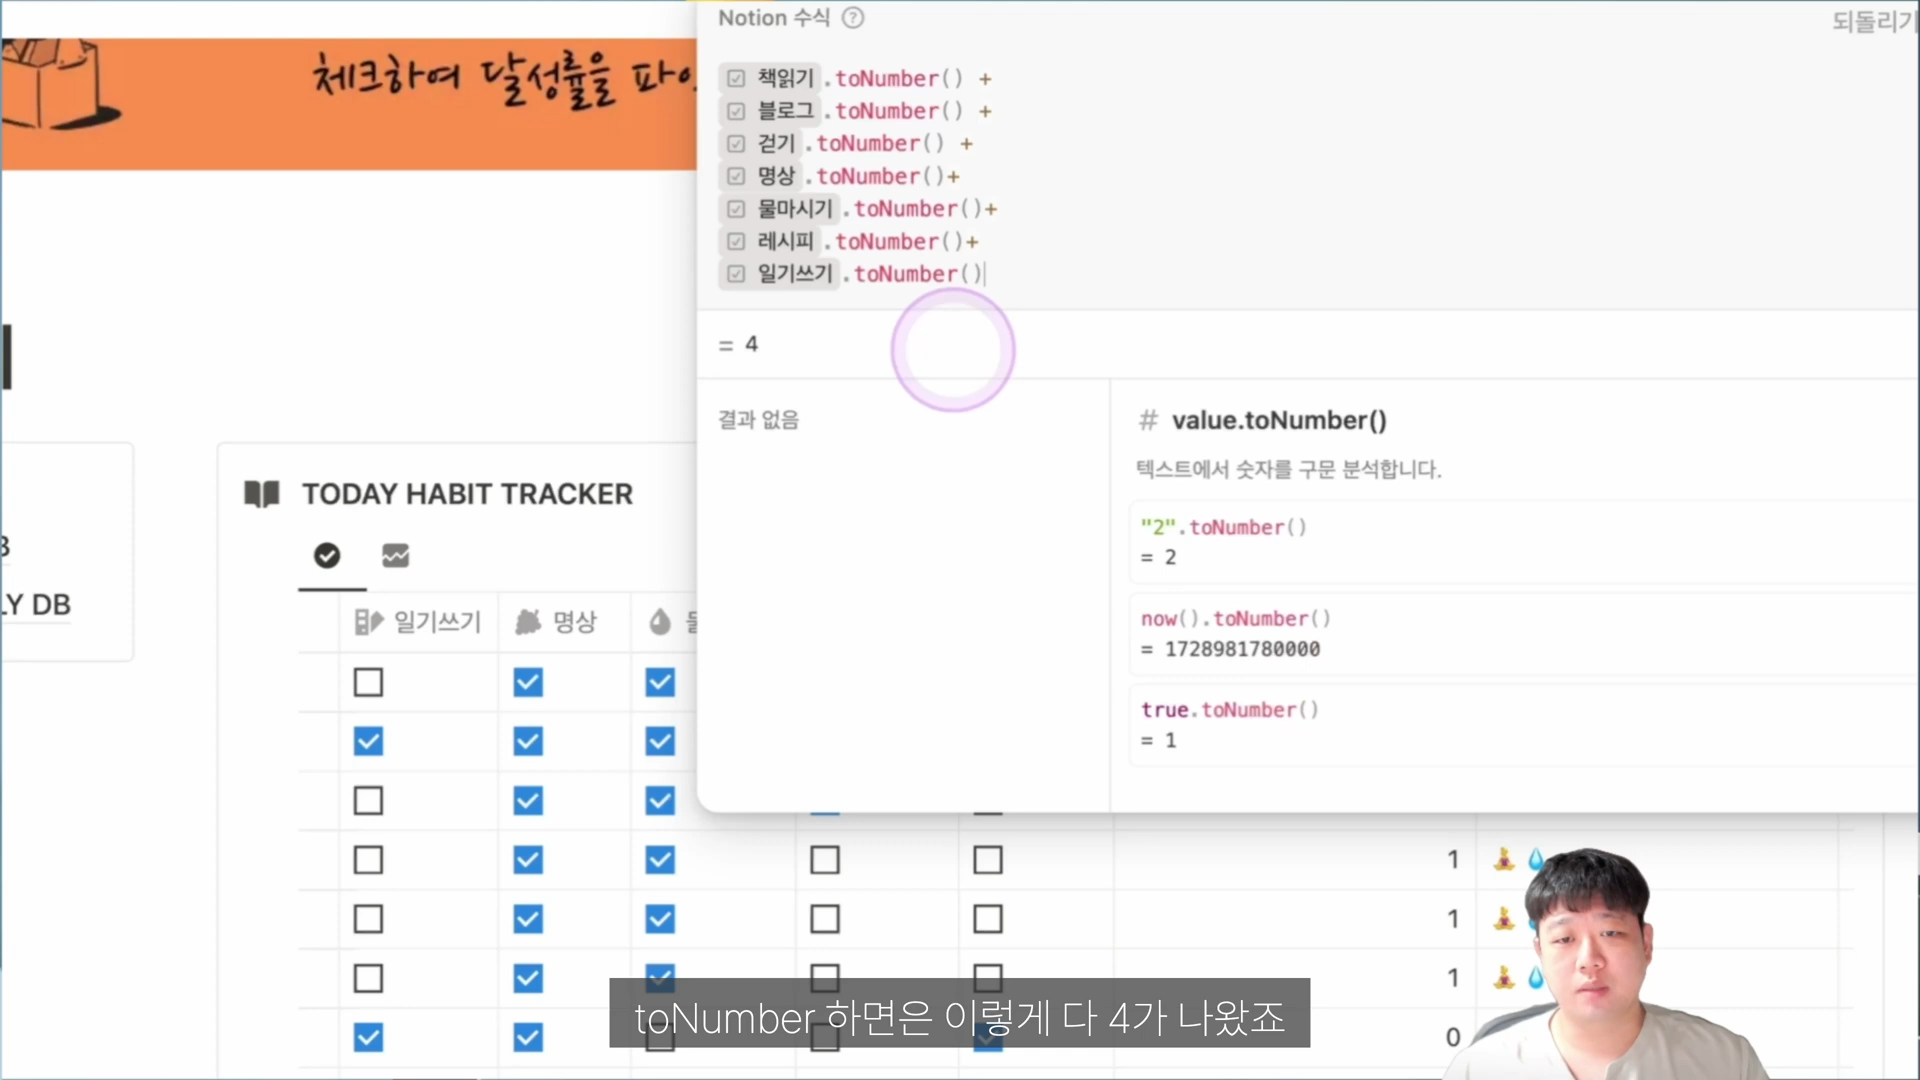 Notion 수식
되돌리기
체크하여 달성률을
책읽기.toNumber() +
블로그.toNumber() +
걷기.toNumber() +
명상.toNumber()+
물마시기.toNumber()+
레시피.toNumber()+
일기쓰기.toNumber()
= 4
결과 없음
# value.toNumber()
텍스트에서 숫자를 구문 분석합니다.
"2".toNumber()
= 2
now().toNumber()
= 1728981780000
true.toNumber()
= 1
DB
TODAY HABIT TRACKER
일기쓰기 명상
1
1
1
0
toNumber 하면은 이렇게 다 4가 나왔죠